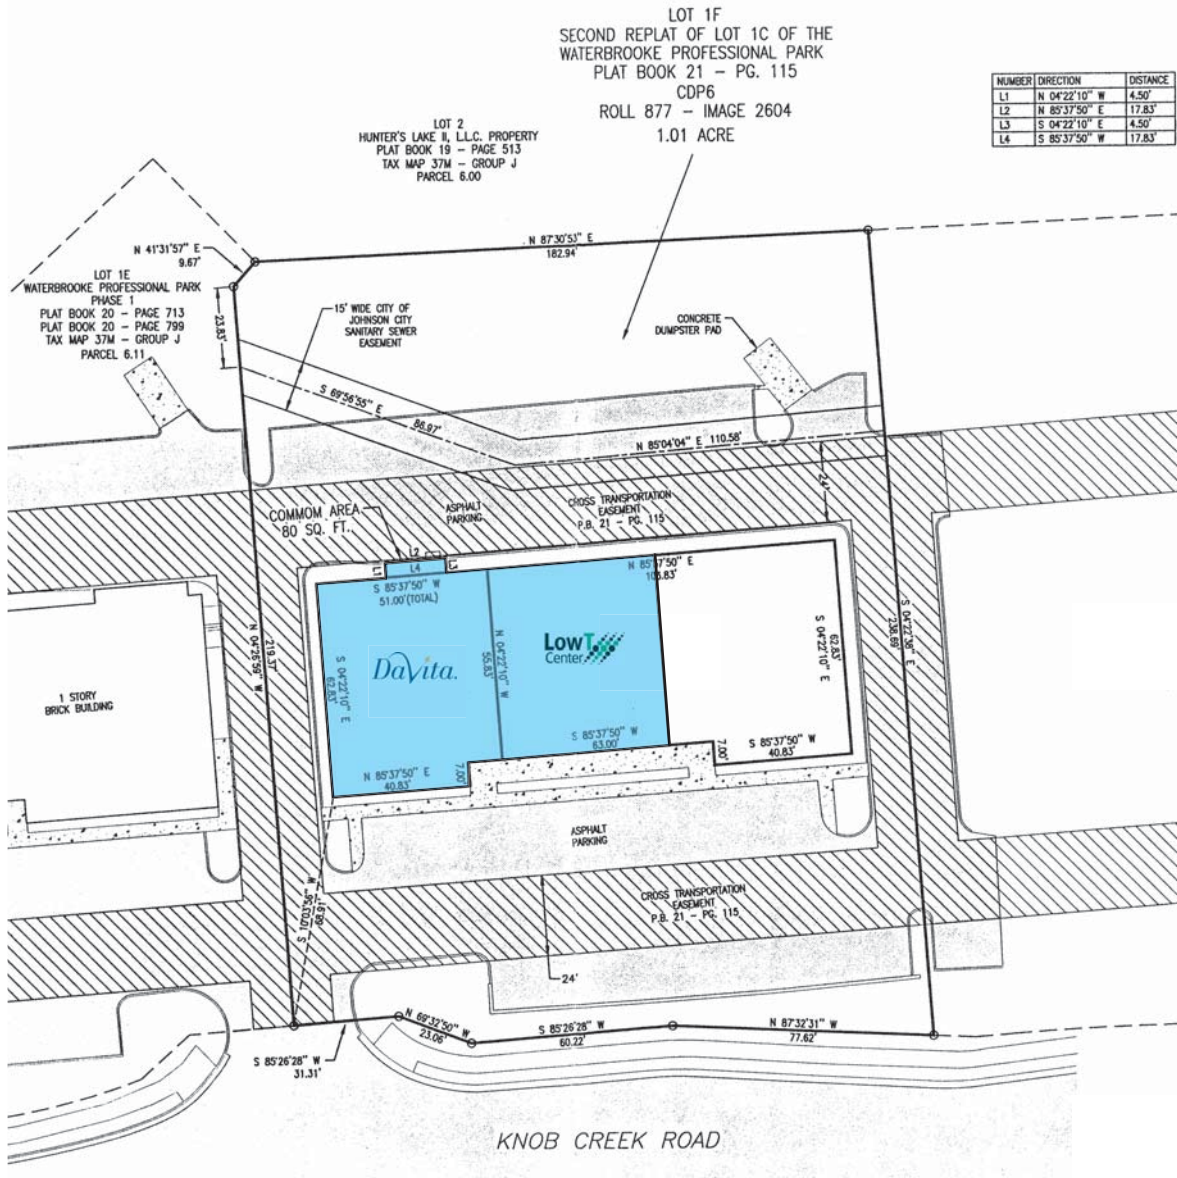 LOT 1F
SECOND REPLAT OF LOT 1C OF THE
WATERBROOKE PROFESSIONAL PARK
PLAT BOOK 21 - PG. 115
CDP6
ROLL 877 - IMAGE 2604
1.01 ACRE
NUMBER DIRECTION DISTANCE
L1 N 04°22'10" W 4.50'
L2 N 85°37'50" E 17.83'
L3 S 04°22'10" E 4.50'
L4 S 85°37'50" W 17.83'
LOT 2
HUNTER'S LAKE II, L.L.C. PROPERTY
PLAT BOOK 19 - PAGE 513
TAX MAP 37M - GROUP J
PARCEL 6.00
N 41°31'57" E
9.67'
N 87°30'53" E
182.94'
LOT 1E
WATERBROOKE PROFESSIONAL PARK
PHASE 1
PLAT BOOK 20 - PAGE 713
PLAT BOOK 20 - PAGE 799
TAX MAP 37M - GROUP J
PARCEL 6.11
23.83'
15' WIDE CITY OF
JOHNSON CITY
SANITARY SEWER
EASEMENT
CONCRETE
DUMPSTER PAD
S 69°56'55" E
86.97'
N 85°04'04" E 110.58'
24'
COMMOM AREA
80 SQ. FT.
ASPHALT
PARKING
CROSS TRANSPORTATION
EASEMENT
P.B. 21 - PG. 115
L2
L1
L4
L3
S 85°37'50" W
51.00'(TOTAL)
N 85°37'50" E
N 04°26'59" W
219.37'
S 04°22'10" E
62.83'
DaVita.
N 04°22'10" W
55.83'
LowT
Center
S 04°22'10" E
62.83'
S 04°22'38" E
238.69'
1 STORY
BRICK BUILDING
S 85°37'50" W
63.00'
7.00'
S 85°37'50" W
40.83'
N 85°37'50" E
40.83'
7.00'
ASPHALT
PARKING
CROSS TRANSPORTATION
EASEMENT
P.B. 21 - PG. 115
S 10°03'56" W
68.91'
24'
S 85°26'28" W
31.31'
N 69°32'50" W
23.06'
S 85°26'28" W
60.22'
N 87°32'31" W
77.62'
KNOB CREEK ROAD